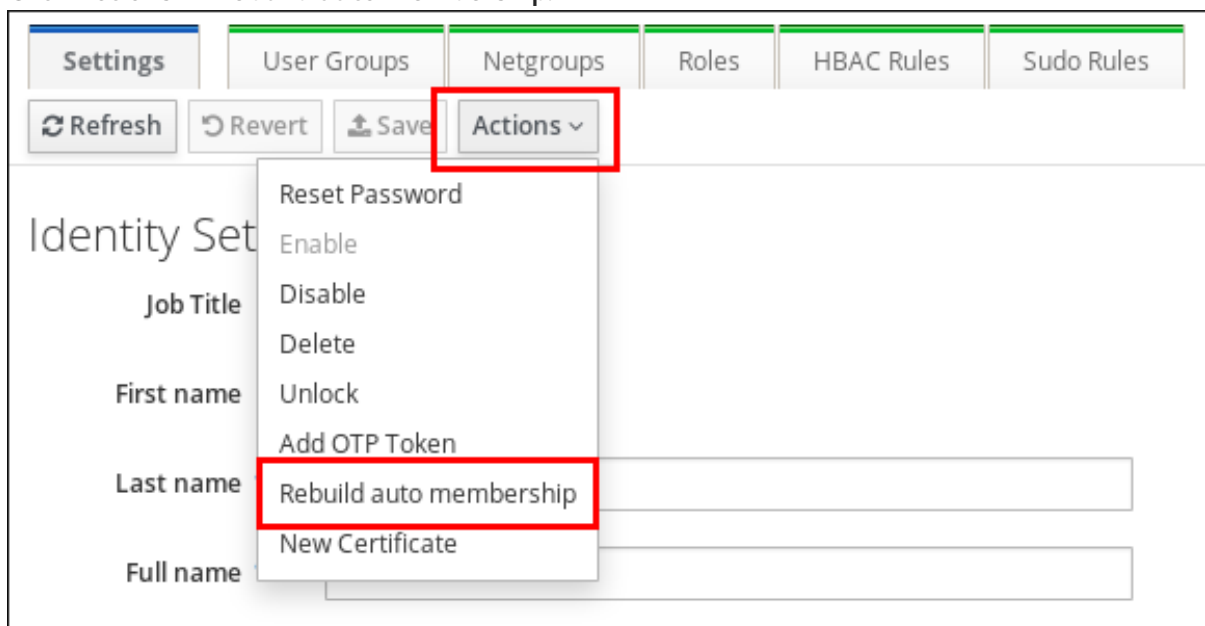 Settings User Groups Netgroups Roles HBAC Rules Sudo Rules
Refresh Revert Save Actions
Reset Password
Identity Set
Enable
Job Title Disable
Delete
First name Unlock
Add OTP Token
Last name Rebuild auto membership
New Certificate
Full name